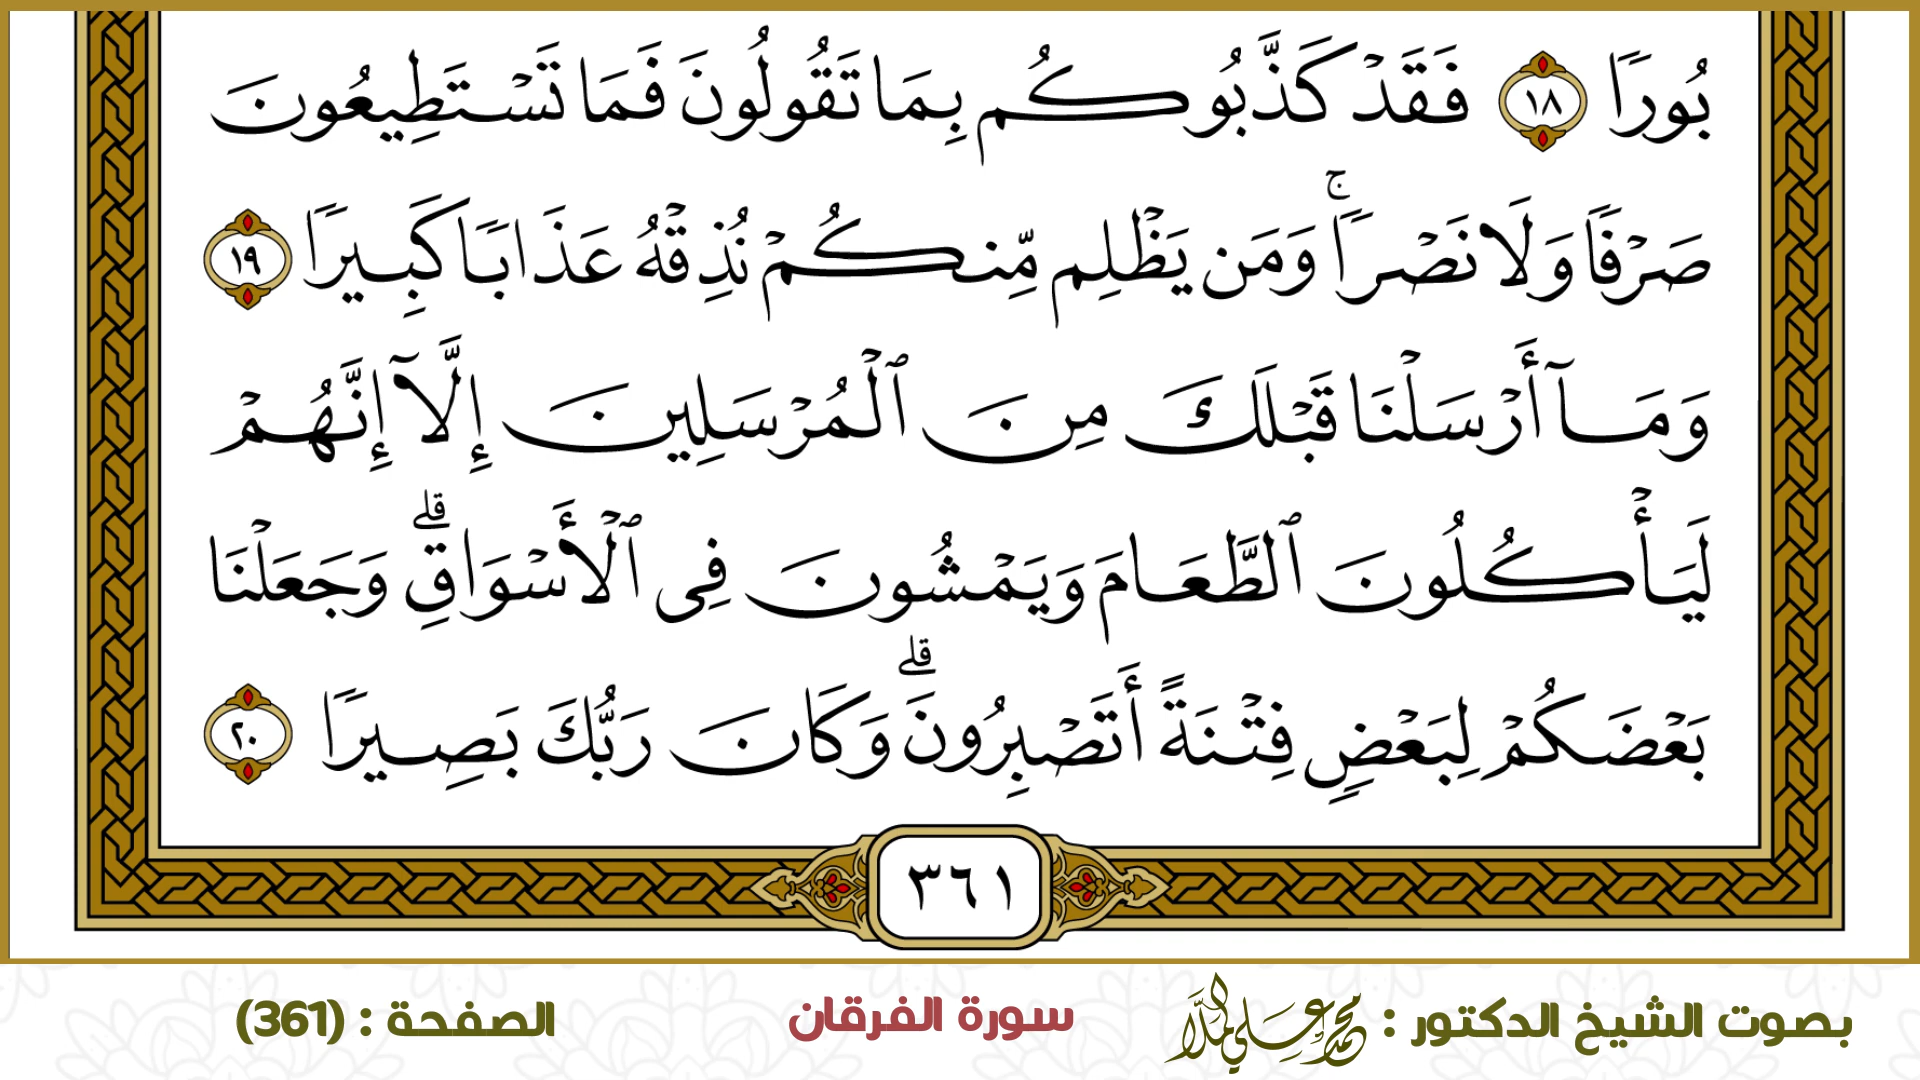 بُورًا ١٨ فَقَدْ كَذَّبُوكُم بِمَا تَقُولُونَ فَمَا تَسْتَطِيعُونَ
صَرْفًا وَلَا نَصْرًا ۚ وَمَن يَظْلِم مِّنكُمْ نُذِقْهُ عَذَابًا كَبِيرًا ١٩
وَمَآ أَرْسَلْنَا قَبْلَكَ مِنَ ٱلْمُرْسَلِينَ إِلَّآ إِنَّهُمْ
لَيَأْكُلُونَ ٱلطَّعَامَ وَيَمْشُونَ فِى ٱلْأَسْوَاقِ ۗ وَجَعَلْنَا
بَعْضَكُمْ لِبَعْضٍ فِتْنَةً أَتَصْبِرُونَ ۗ وَكَانَ رَبُّكَ بَصِيرًا ٢٠
٣٦١
بصوت الشيخ الدكتور : محمد علي الملا سورة الفرقان الصفحة : (361)